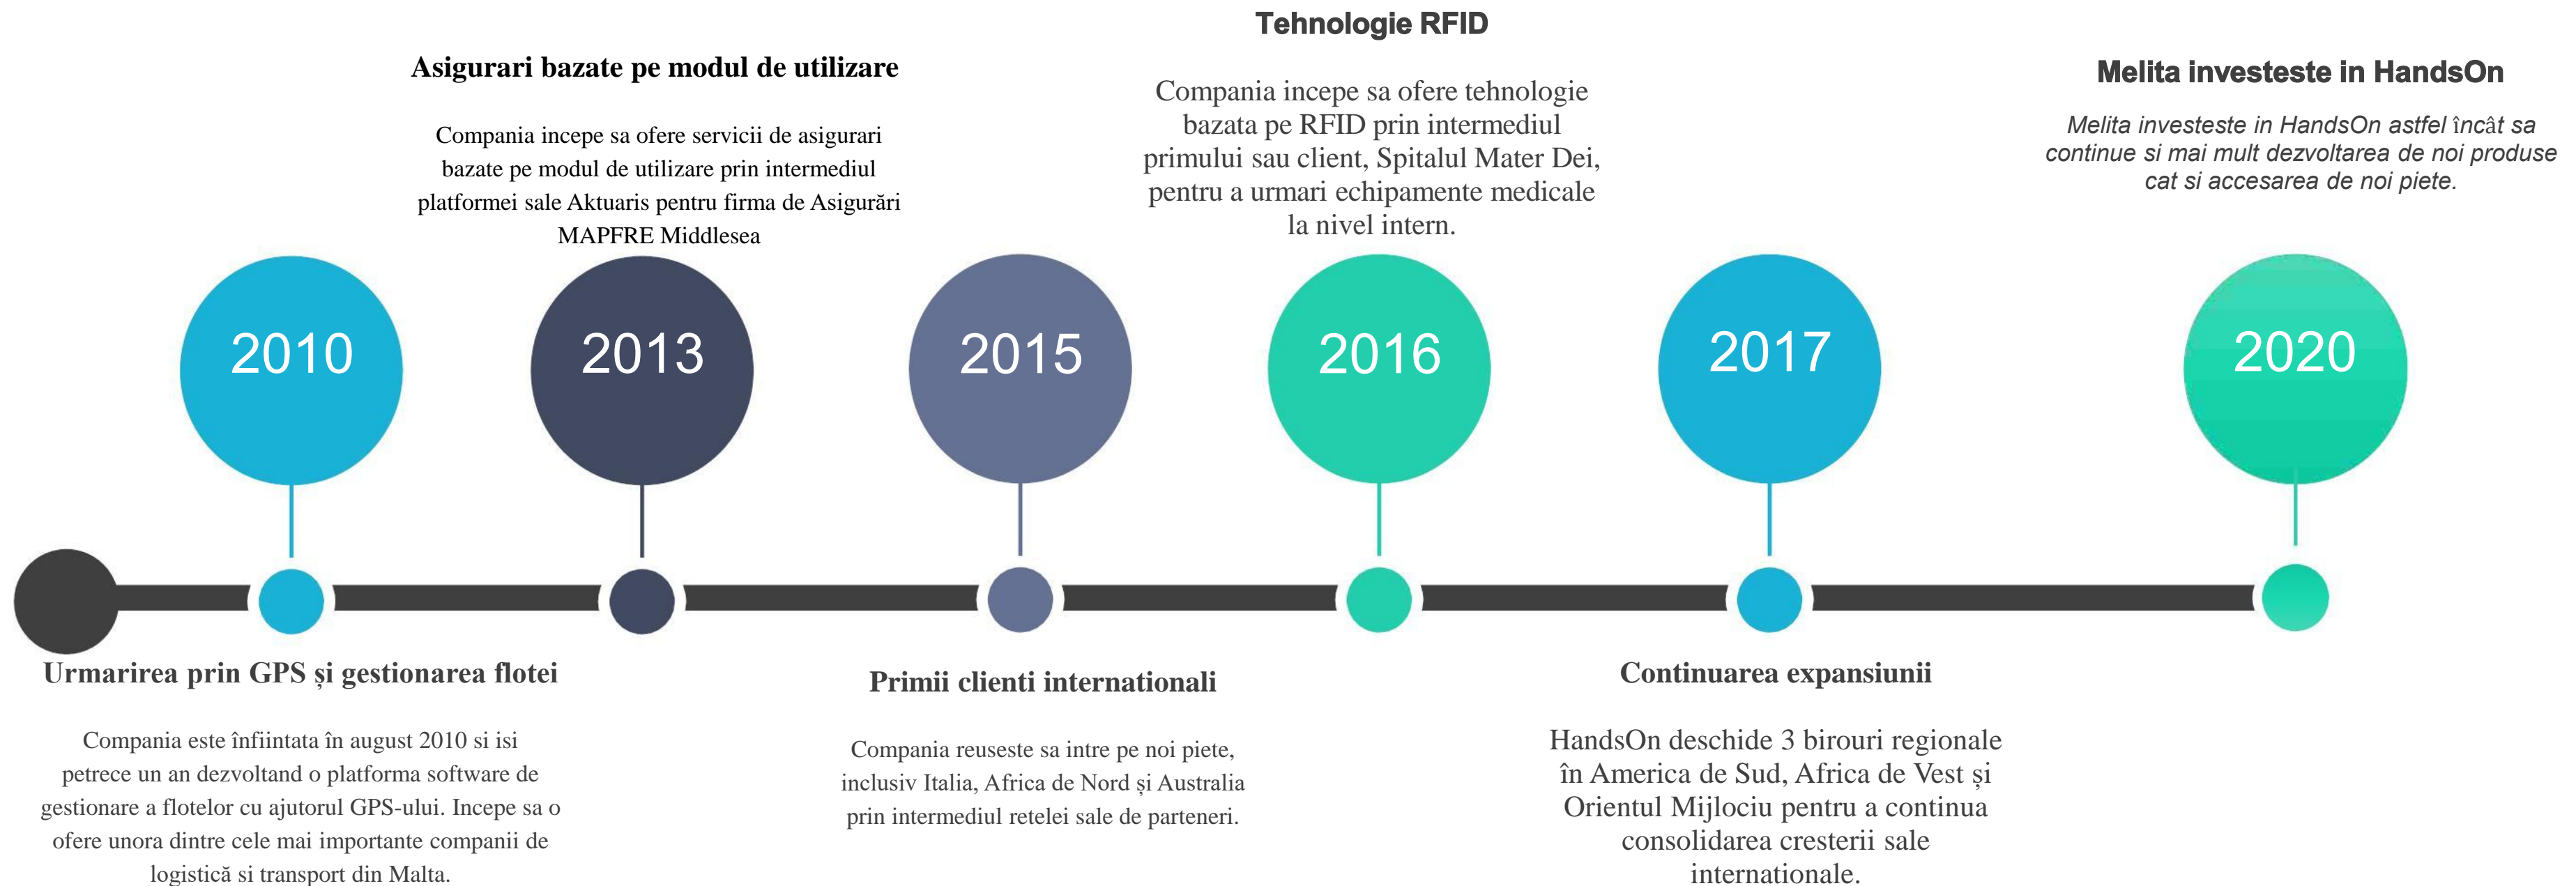 2010
Urmarirea prin GPS și gestionarea flotei
Compania este înfiintata în august 2010 si isi
petrece un an dezvoltand o platforma software de
gestionare a flotelor cu ajutorul GPS-ului. Incepe sa o
ofere unora dintre cele mai importante companii de
logistică si transport din Malta.
Asigurari bazate pe modul de utilizare
Compania incepe sa ofere servicii de asigurari
bazate pe modul de utilizare prin intermediul
platformei sale Aktuaris pentru firma de Asigurări
MAPFRE Middlesea
2013
2015
Primii clienti internationali
Compania reuseste sa intre pe noi piete,
inclusiv Italia, Africa de Nord și Australia
prin intermediul retelei sale de parteneri.
Tehnologie RFID
Compania incepe sa ofere tehnologie
bazata pe RFID prin intermediul
primului sau client, Spitalul Mater Dei,
pentru a urmari echipamente medicale
la nivel intern.
2016
2017
Continuarea expansiunii
HandsOn deschide 3 birouri regionale
în America de Sud, Africa de Vest și
Orientul Mijlociu pentru a continua
consolidarea cresterii sale
internationale.
Melita investeste in HandsOn
Melita investeste in HandsOn astfel încât sa
continue si mai mult dezvoltarea de noi produse
cat si accesarea de noi piete.
2020